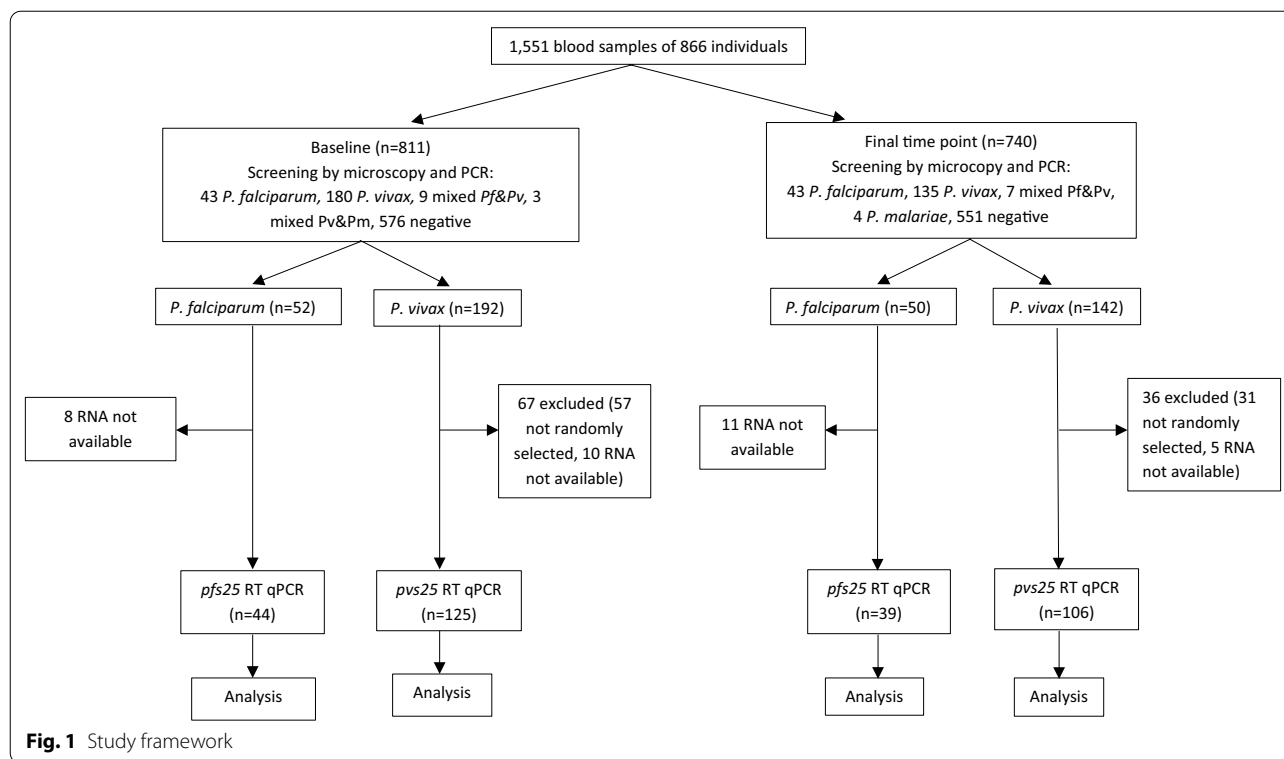 1,551 blood samples of 866 individuals
Baseline (n=811)
Screening by microscopy and PCR:
43 P. falciparum, 180 P. vivax, 9 mixed Pf&Pv, 3
mixed Pv&Pm, 576 negative
Final time point (n=740)
Screening by microcopy and PCR:
43 P. falciparum, 135 P. vivax, 7 mixed Pf&Pv,
4 P. malariae, 551 negative
P. falciparum (n=52)
P. vivax (n=192)
P. falciparum (n=50)
P. vivax (n=142)
8 RNA not
available
67 excluded (57
not randomly
selected, 10 RNA
not available)
11 RNA not
available
36 excluded (31
not randomly
selected, 5 RNA
not available)
pfs25 RT qPCR
(n=44)
pvs25 RT qPCR
(n=125)
pfs25 RT qPCR
(n=39)
pvs25 RT qPCR
(n=106)
Analysis
Analysis
Analysis
Analysis
Fig. 1 Study framework